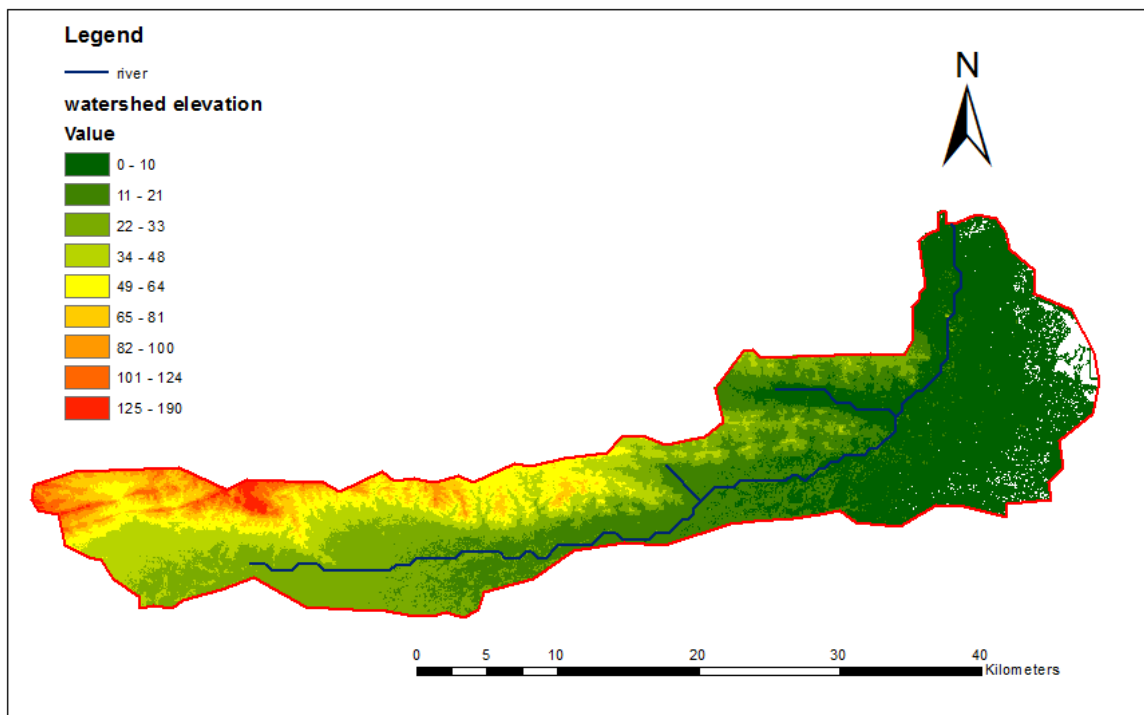 Legend
river
watershed elevation
Value
0 - 10
11 - 21
22 - 33
34 - 48
49 - 64
65 - 81
82 - 100
101 - 124
125 - 190
N
0 5 10 20 30 40
Kilometers